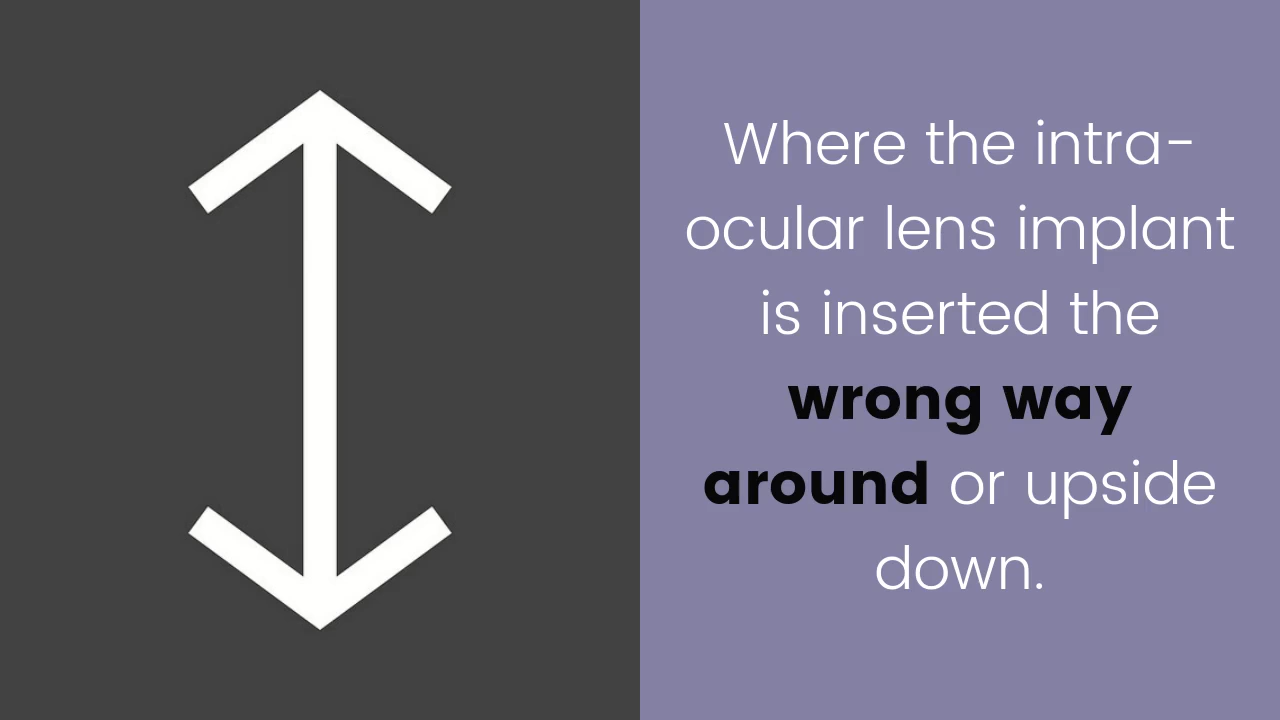 Where the intra-
ocular lens implant
is inserted the
wrong way
around or upside
down.